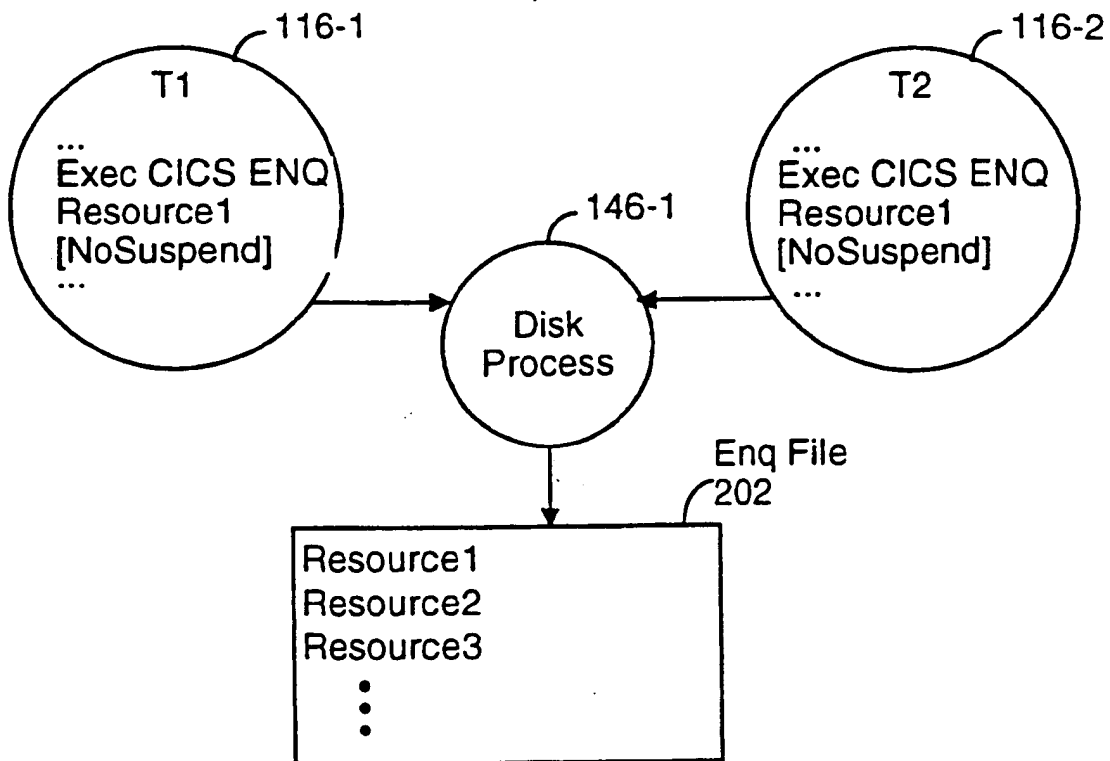 116-1
T1
...
Exec CICS ENQ
Resource1
[NoSuspend]
...
116-2
T2
...
Exec CICS ENQ
Resource1
[NoSuspend]
...
146-1
Disk
Process
Enq File
202
Resource1
Resource2
Resource3